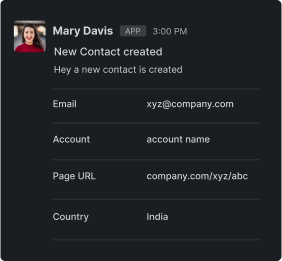 Mary Davis APP 3:00 PM
New Contact created
Hey a new contact is created
Email xyz@company.com
Account account name
Page URL company.com/xyz/abc
Country India